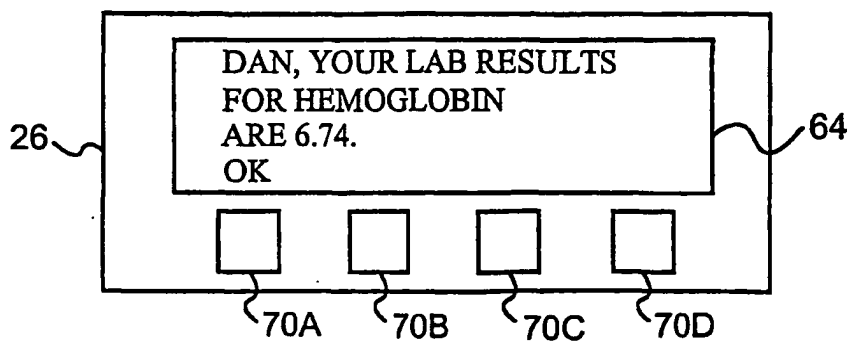 DAN, YOUR LAB RESULTS
FOR HEMOGLOBIN
ARE 6.74.
OK
26
64
70A 70B 70C 70D